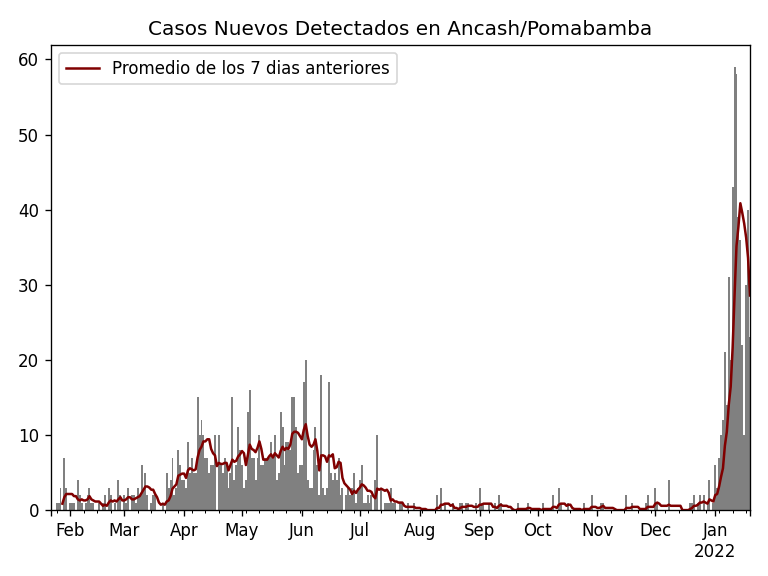 Casos Nuevos Detectados en Ancash/Pomabamba
Promedio de los 7 dias anteriores
60
50
40
30
20
10
0
Feb Mar Apr May Jun Jul Aug Sep Oct Nov Dec Jan
2022